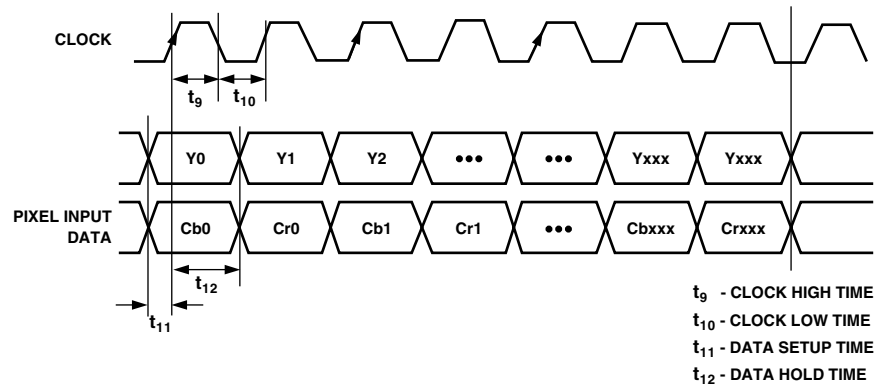 CLOCK
t9 t10
Y0 Y1 Y2 ••• ••• Yxxx Yxxx
PIXEL INPUT
DATA
Cb0 Cr0 Cb1 Cr1 ••• Cbxxx Crxxx
t12
t11
t9 - CLOCK HIGH TIME
t10 - CLOCK LOW TIME
t11 - DATA SETUP TIME
t12 - DATA HOLD TIME